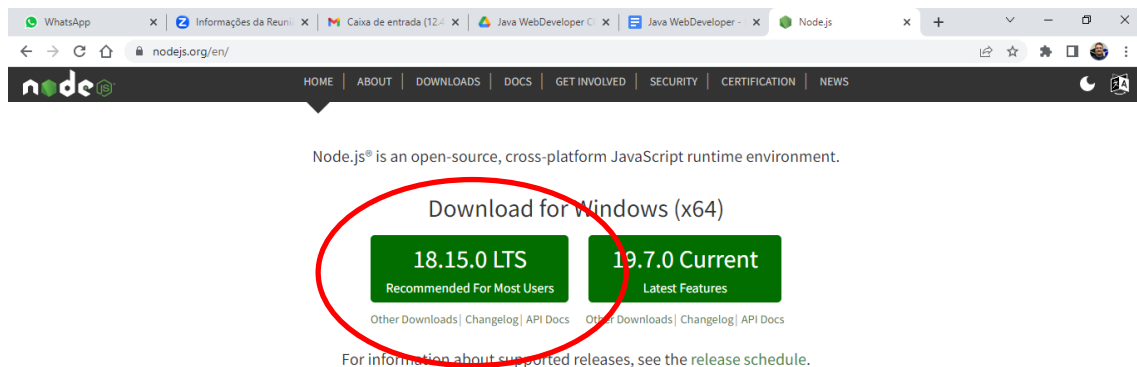 WhatsApp
Informações da Reuni
Caixa de entrada (12.4
Java WebDeveloper C
Java WebDeveloper -
Node.js
nodejs.org/en/
node JS
HOME | ABOUT | DOWNLOADS | DOCS | GET INVOLVED | SECURITY | CERTIFICATION | NEWS
Node.js® is an open-source, cross-platform JavaScript runtime environment.
Download for Windows (x64)
18.15.0 LTS
Recommended For Most Users
Other Downloads | Changelog | API Docs
19.7.0 Current
Latest Features
Other Downloads | Changelog | API Docs
For information about supported releases, see the release schedule.